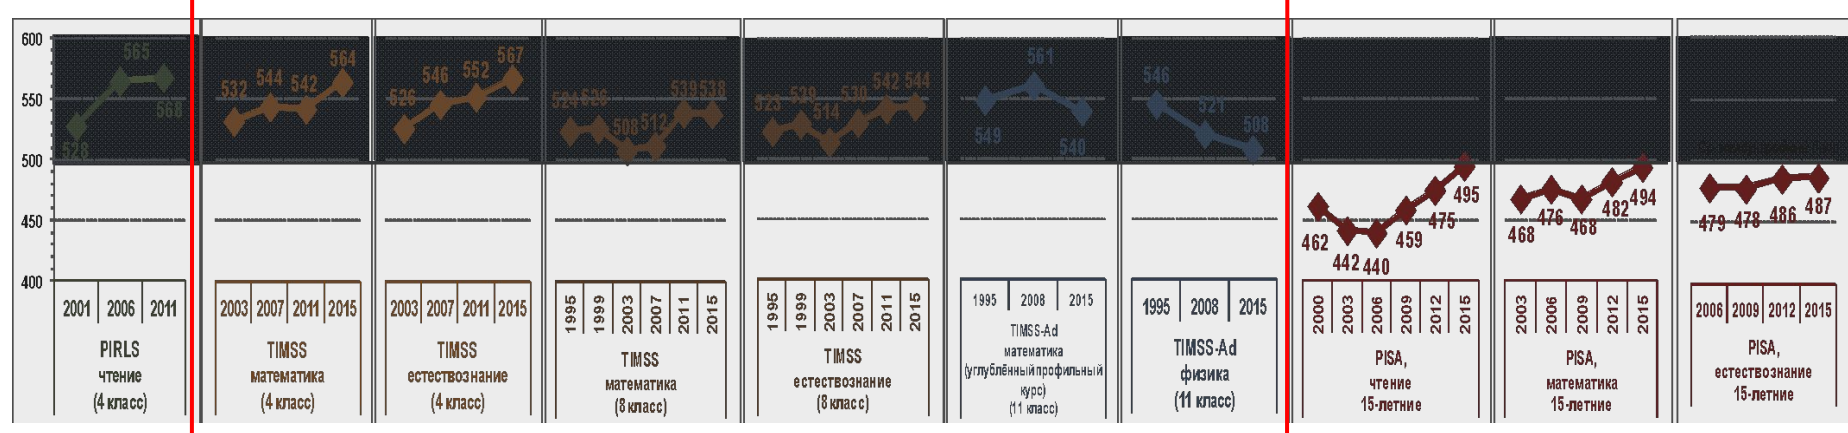 600
550
500
450
400
528
565
568
2001 2006 2011
PIRLS
чтение
(4 класс)
532
544
542
564
2003 2007 2011 2015
TIMSS
математика
(4 класс)
526
546
552
567
2003 2007 2011 2015
TIMSS
естествознание
(4 класс)
524 526
508 512
539 538
1995 1999 2003 2007 2011 2015
TIMSS
математика
(8 класс)
523
539
514
530
542 544
1995 1999 2003 2007 2011 2015
TIMSS
естествознание
(8 класс)
549
561
540
1995 2008 2015
TIMSS-Ad
математика
(углублённый профильный
курс)
(11 класс)
546
521
508
1995 2008 2015
TIMSS-Ad
физика
(11 класс)
462
442 440
459
475
495
2000 2003 2006 2009 2012 2015
PISA,
чтение
15-летние
468
476
468
482 494
2003 2006 2009 2012 2015
PISA,
математика
15-летние
479 478 486 487
2006 2009 2012 2015
PISA,
естествознание
15-летние